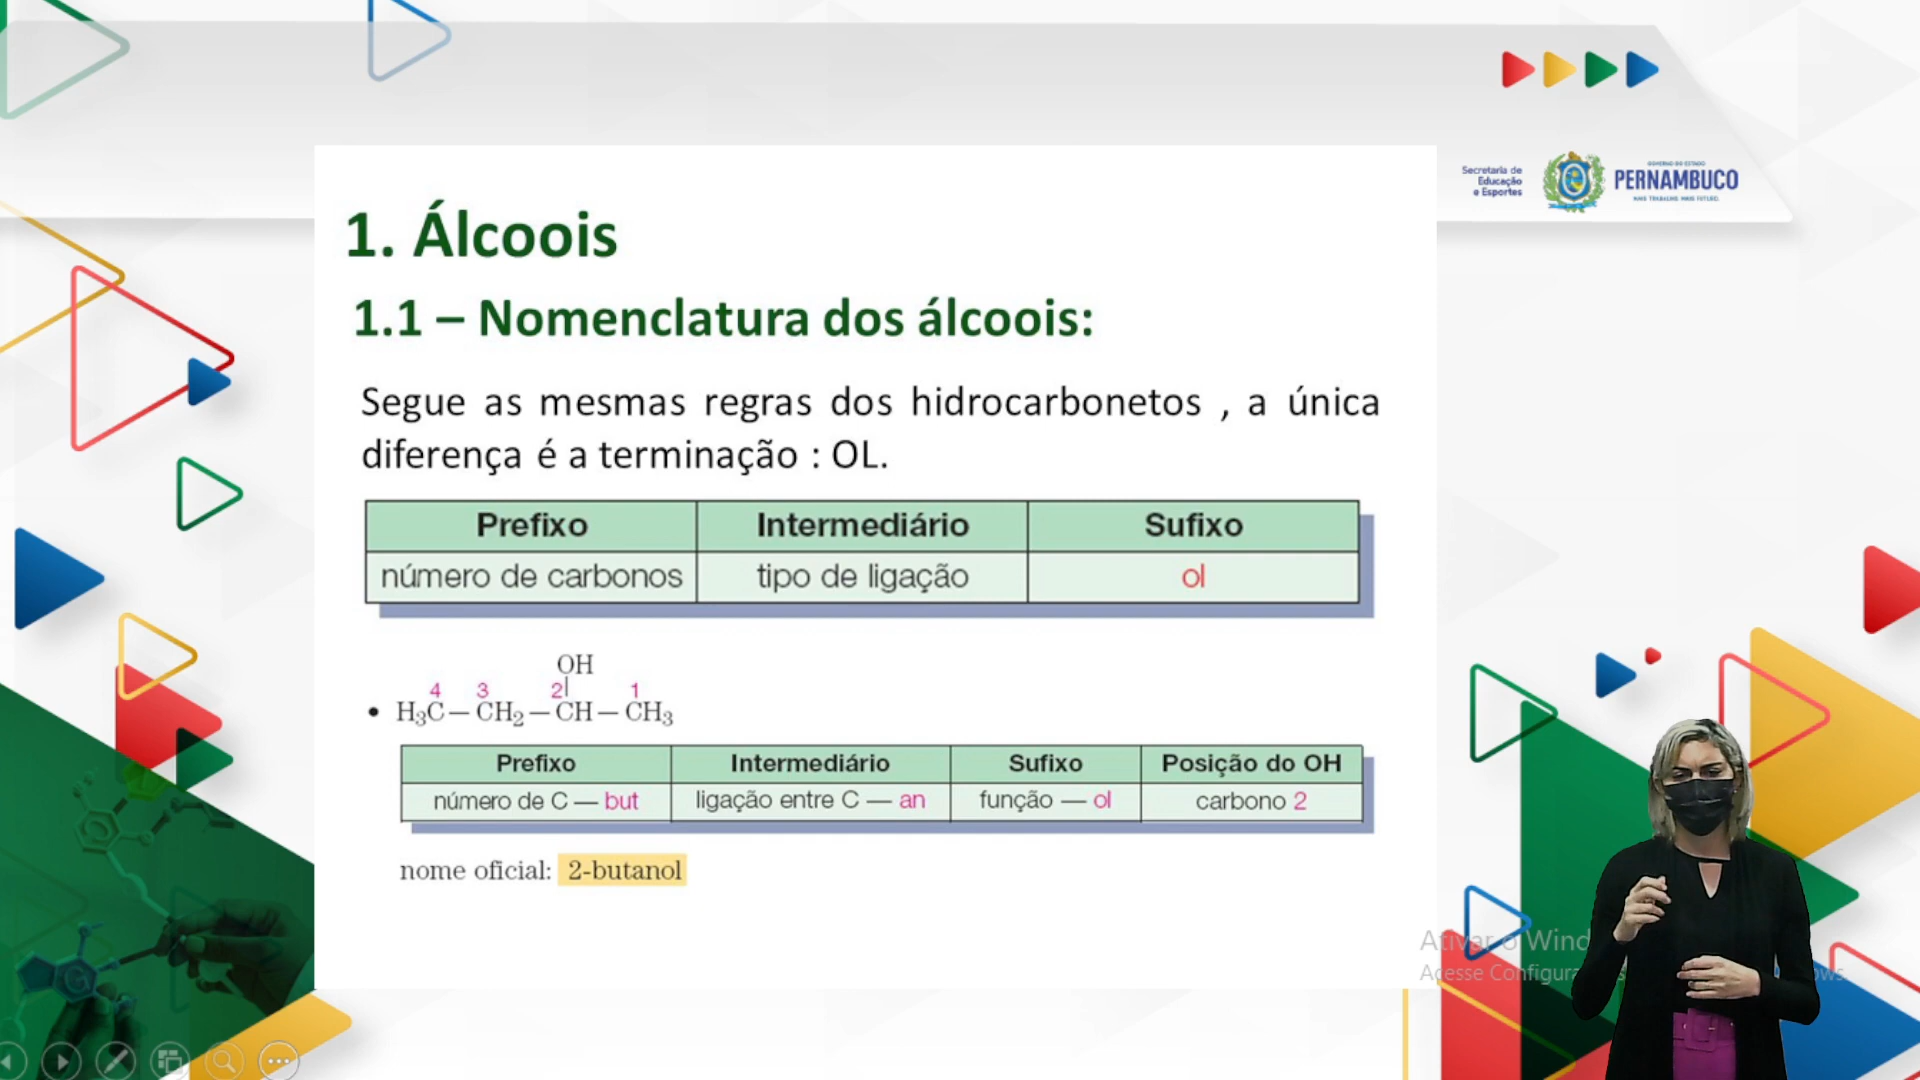 Secretaria de
Educação
e Esportes
GOVERNO DO ESTADO
PERNAMBUCO
MAIS TRABALHO, MAIS FUTURO.
1. Álcoois
1.1 – Nomenclatura dos álcoois:
Segue as mesmas regras dos hidrocarbonetos , a única
diferença é a terminação : OL.
Prefixo Intermediário Sufixo
número de carbonos tipo de ligação ol
OH
4 3 2 1
• H₃C — CH₂ — CH — CH₃
Prefixo Intermediário Sufixo Posição do OH
número de C — but ligação entre C — an função — ol carbono 2
nome oficial: 2-butanol
Ativar o Wind
Acesse Configura